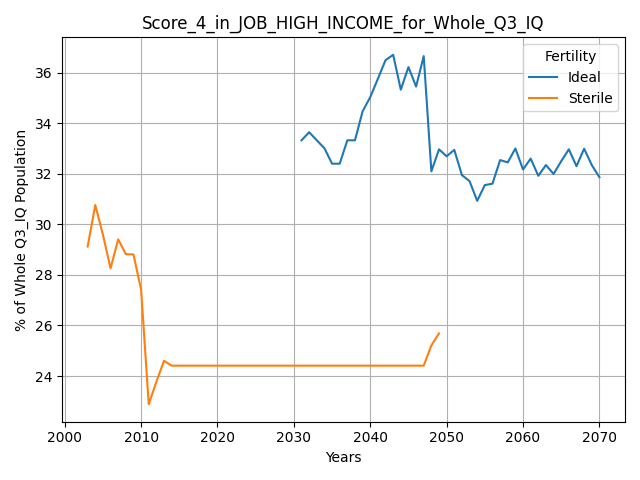 Score_4_in_JOB_HIGH_INCOME_for_Whole_Q3_IQ
Fertility
Ideal
Sterile
% of Whole Q3_IQ Population
36
34
32
30
28
26
24
2000 2010 2020 2030 2040 2050 2060 2070
Years